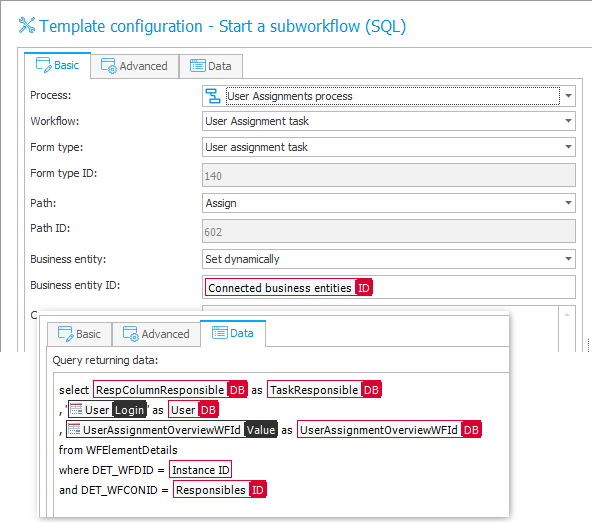 Template configuration - Start a subworkflow (SQL)
Basic Advanced Data
Process: User Assignments process
Workflow: User Assignment task
Form type: User assignment task
Form type ID: 140
Path: Assign
Path ID: 602
Business entity: Set dynamically
Business entity ID: Connected business entities ID
Basic Advanced Data
Query returning data:
select RespColumnResponsible DB as TaskResponsible DB
, ' User Login ' as User DB
, UserAssignmentOverviewWFId Value as UserAssignmentOverviewWFId DB
from WFElementDetails
where DET_WFDID = Instance ID
and DET_WFCONID = Responsibles ID